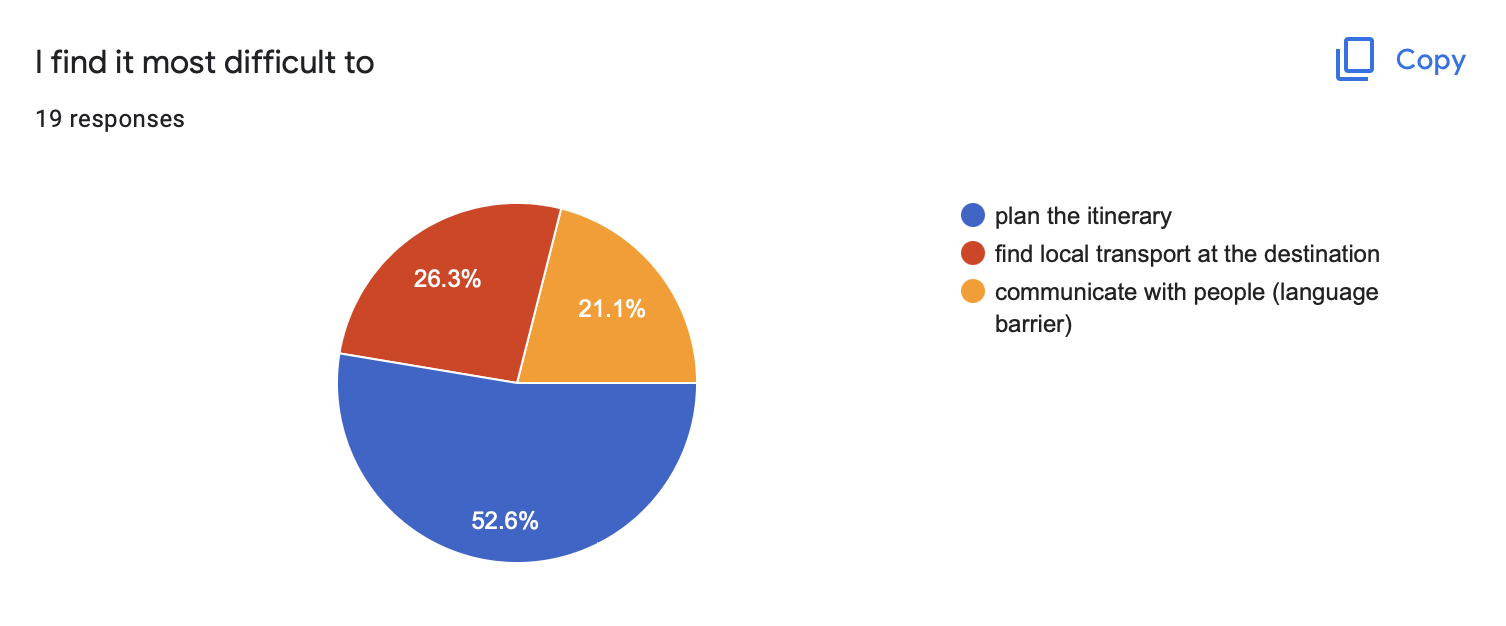 I find it most difficult to
Copy
19 responses
26.3%
21.1%
52.6%
plan the itinerary
find local transport at the destination
communicate with people (language
barrier)